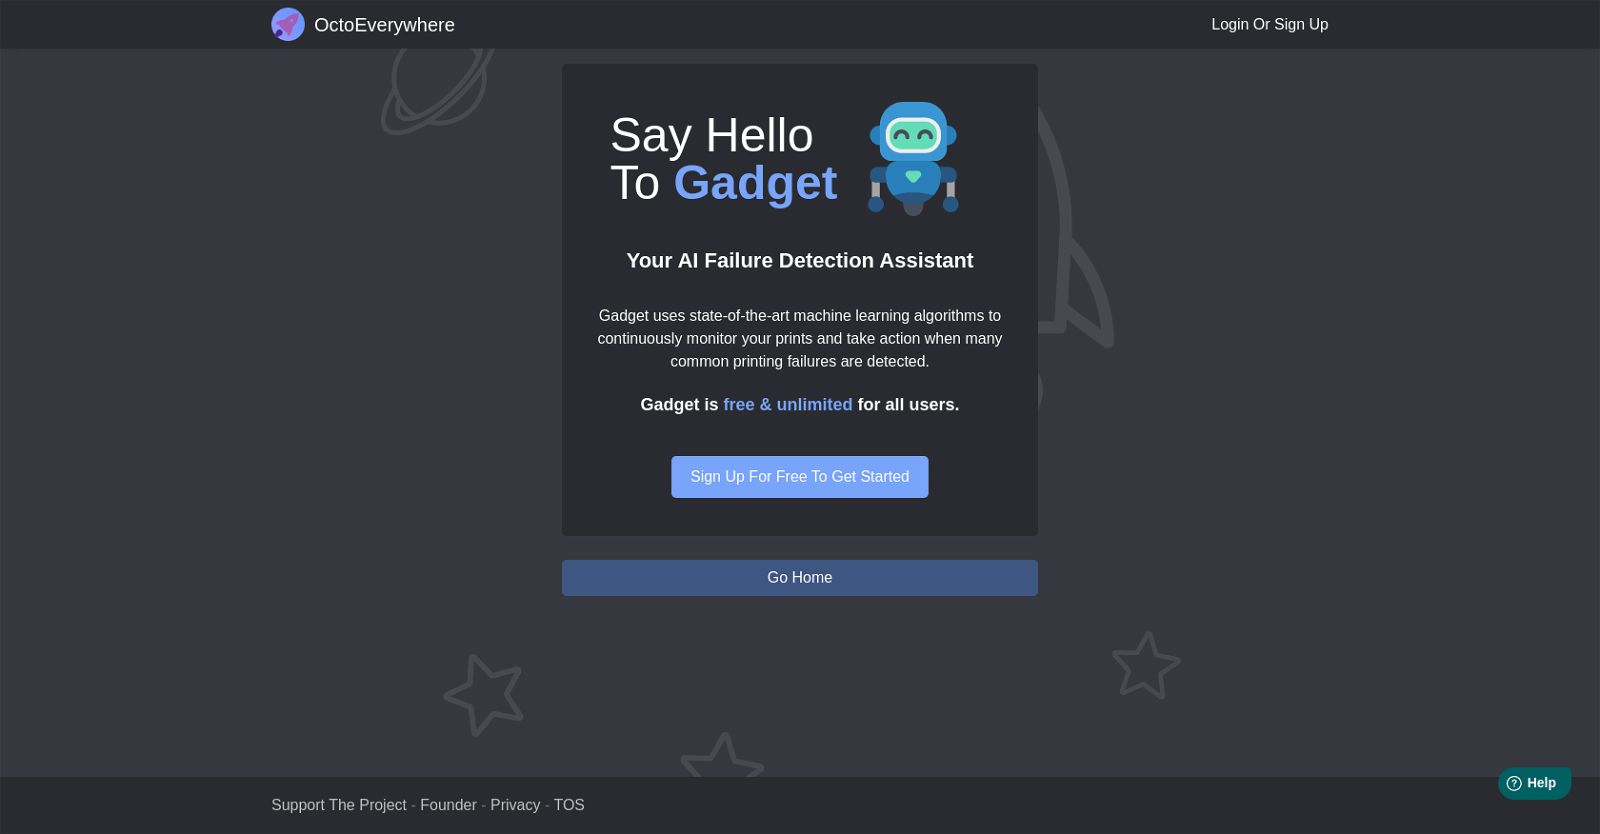 OctoEverywhere
Login Or Sign Up
Say Hello
To Gadget
Your AI Failure Detection Assistant
Gadget uses state-of-the-art machine learning algorithms to
continuously monitor your prints and take action when many
common printing failures are detected.
Gadget is free & unlimited for all users.
Sign Up For Free To Get Started
Go Home
Help
Support The Project - Founder - Privacy - TOS